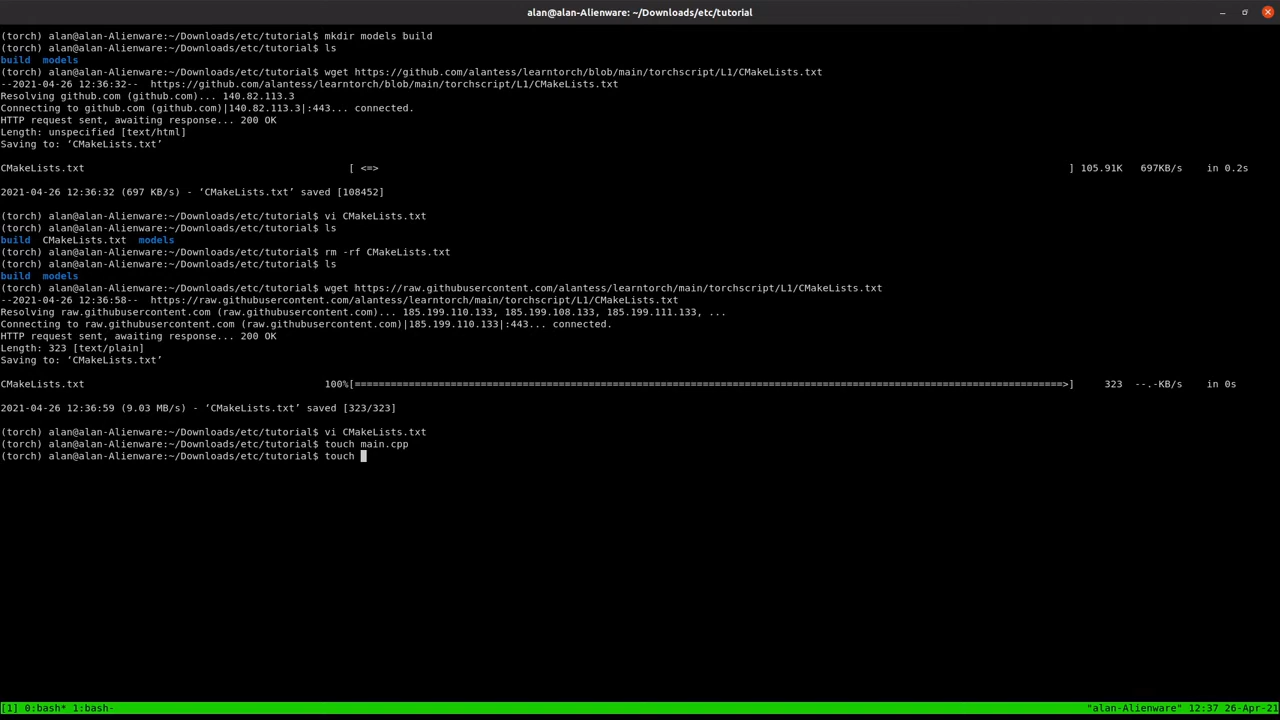 alan@alan-Alienware: ~/Downloads/etc/tutorial
(torch) alan@alan-Alienware:~/Downloads/etc/tutorial$ mkdir models build
(torch) alan@alan-Alienware:~/Downloads/etc/tutorial$ ls
build  models
(torch) alan@alan-Alienware:~/Downloads/etc/tutorial$ wget https://github.com/alantess/learntorch/blob/main/torchscript/L1/CMakeLists.txt
--2021-04-26 12:36:32--  https://github.com/alantess/learntorch/blob/main/torchscript/L1/CMakeLists.txt
Resolving github.com (github.com)... 140.82.113.3
Connecting to github.com (github.com)|140.82.113.3|:443... connected.
HTTP request sent, awaiting response... 200 OK
Length: unspecified [text/html]
Saving to: ‘CMakeLists.txt’
CMakeLists.txt [ <=> ] 105.91K 697KB/s in 0.2s
2021-04-26 12:36:32 (697 KB/s) - ‘CMakeLists.txt’ saved [108452]
(torch) alan@alan-Alienware:~/Downloads/etc/tutorial$ vi CMakeLists.txt
(torch) alan@alan-Alienware:~/Downloads/etc/tutorial$ ls
build  CMakeLists.txt  models
(torch) alan@alan-Alienware:~/Downloads/etc/tutorial$ rm -rf CMakeLists.txt
(torch) alan@alan-Alienware:~/Downloads/etc/tutorial$ ls
build  models
(torch) alan@alan-Alienware:~/Downloads/etc/tutorial$ wget https://raw.githubusercontent.com/alantess/learntorch/main/torchscript/L1/CMakeLists.txt
--2021-04-26 12:36:58--  https://raw.githubusercontent.com/alantess/learntorch/main/torchscript/L1/CMakeLists.txt
Resolving raw.githubusercontent.com (raw.githubusercontent.com)... 185.199.110.133, 185.199.108.133, 185.199.111.133, ...
Connecting to raw.githubusercontent.com (raw.githubusercontent.com)|185.199.110.133|:443... connected.
HTTP request sent, awaiting response... 200 OK
Length: 323 [text/plain]
Saving to: ‘CMakeLists.txt’
CMakeLists.txt 100%[=======================================================================================================================>] 323 --.-KB/s in 0s
2021-04-26 12:36:59 (9.03 MB/s) - ‘CMakeLists.txt’ saved [323/323]
(torch) alan@alan-Alienware:~/Downloads/etc/tutorial$ vi CMakeLists.txt
(torch) alan@alan-Alienware:~/Downloads/etc/tutorial$ touch main.cpp
(torch) alan@alan-Alienware:~/Downloads/etc/tutorial$ touch
[1] 0:bash* 1:bash- "alan-Alienware" 12:37 26-Apr-21